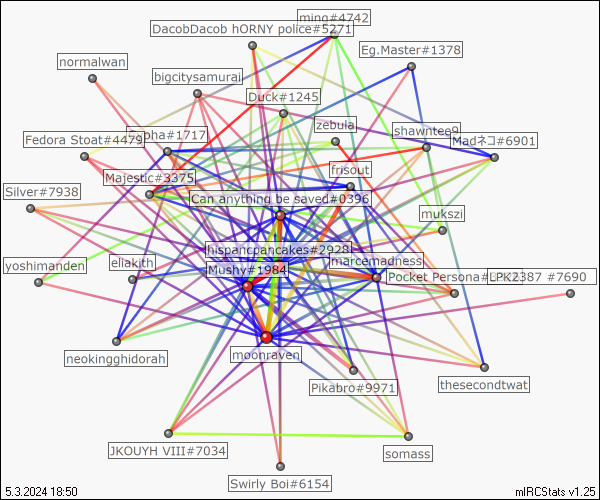 ming#4742
DacobDacob hORNY police#5271
Eg.Master#1378
normalwan
bigcitysamurai
Duck#1245
zebula
shawntee9
Fedora Stoat#4479
#1717
Madネコ#6901
Majestic#3375
frisout
Silver#7938
Can anything be saved#0396
mukszi
hispancpancakes#2928
yoshimanden
eliakith
Mushy#1984
marcemadness
Pocket Persona
#7690
neokingghidorah
moonraven
Pikabro#9971
thesecondtwat
JKOUYH VIII#7034
somass
Swirly Boi#6154
5.3.2024 18:50
mIRCStats v1.25